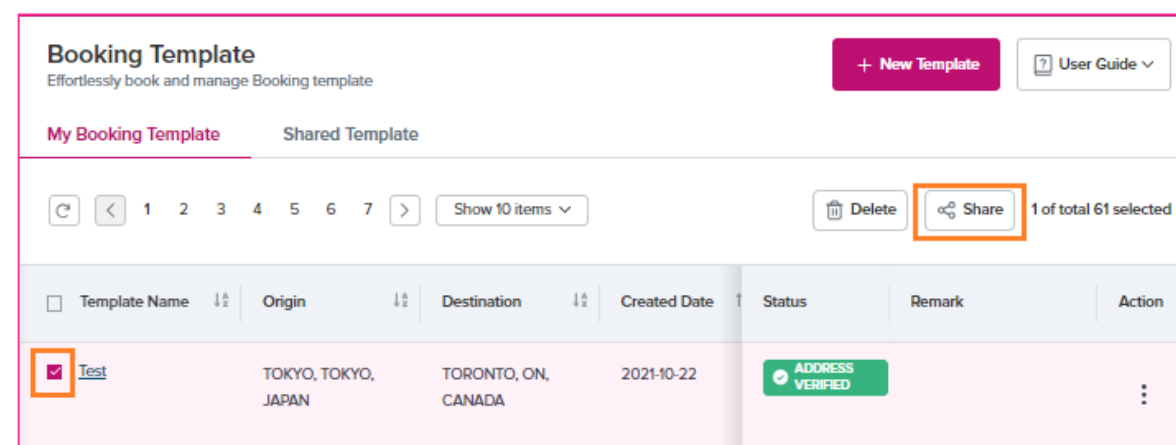 Booking Template
Effortlessly book and manage Booking template
+ New Template
? User Guide
My Booking Template Shared Template
1 2 3 4 5 6 7 Show 10 items Delete Share 1 of total 61 selected
Template Name Origin Destination Created Date Status Remark Action
Test TOKYO, TOKYO, TORONTO, ON, 2021-10-22 ADDRESS
JAPAN CANADA VERIFIED